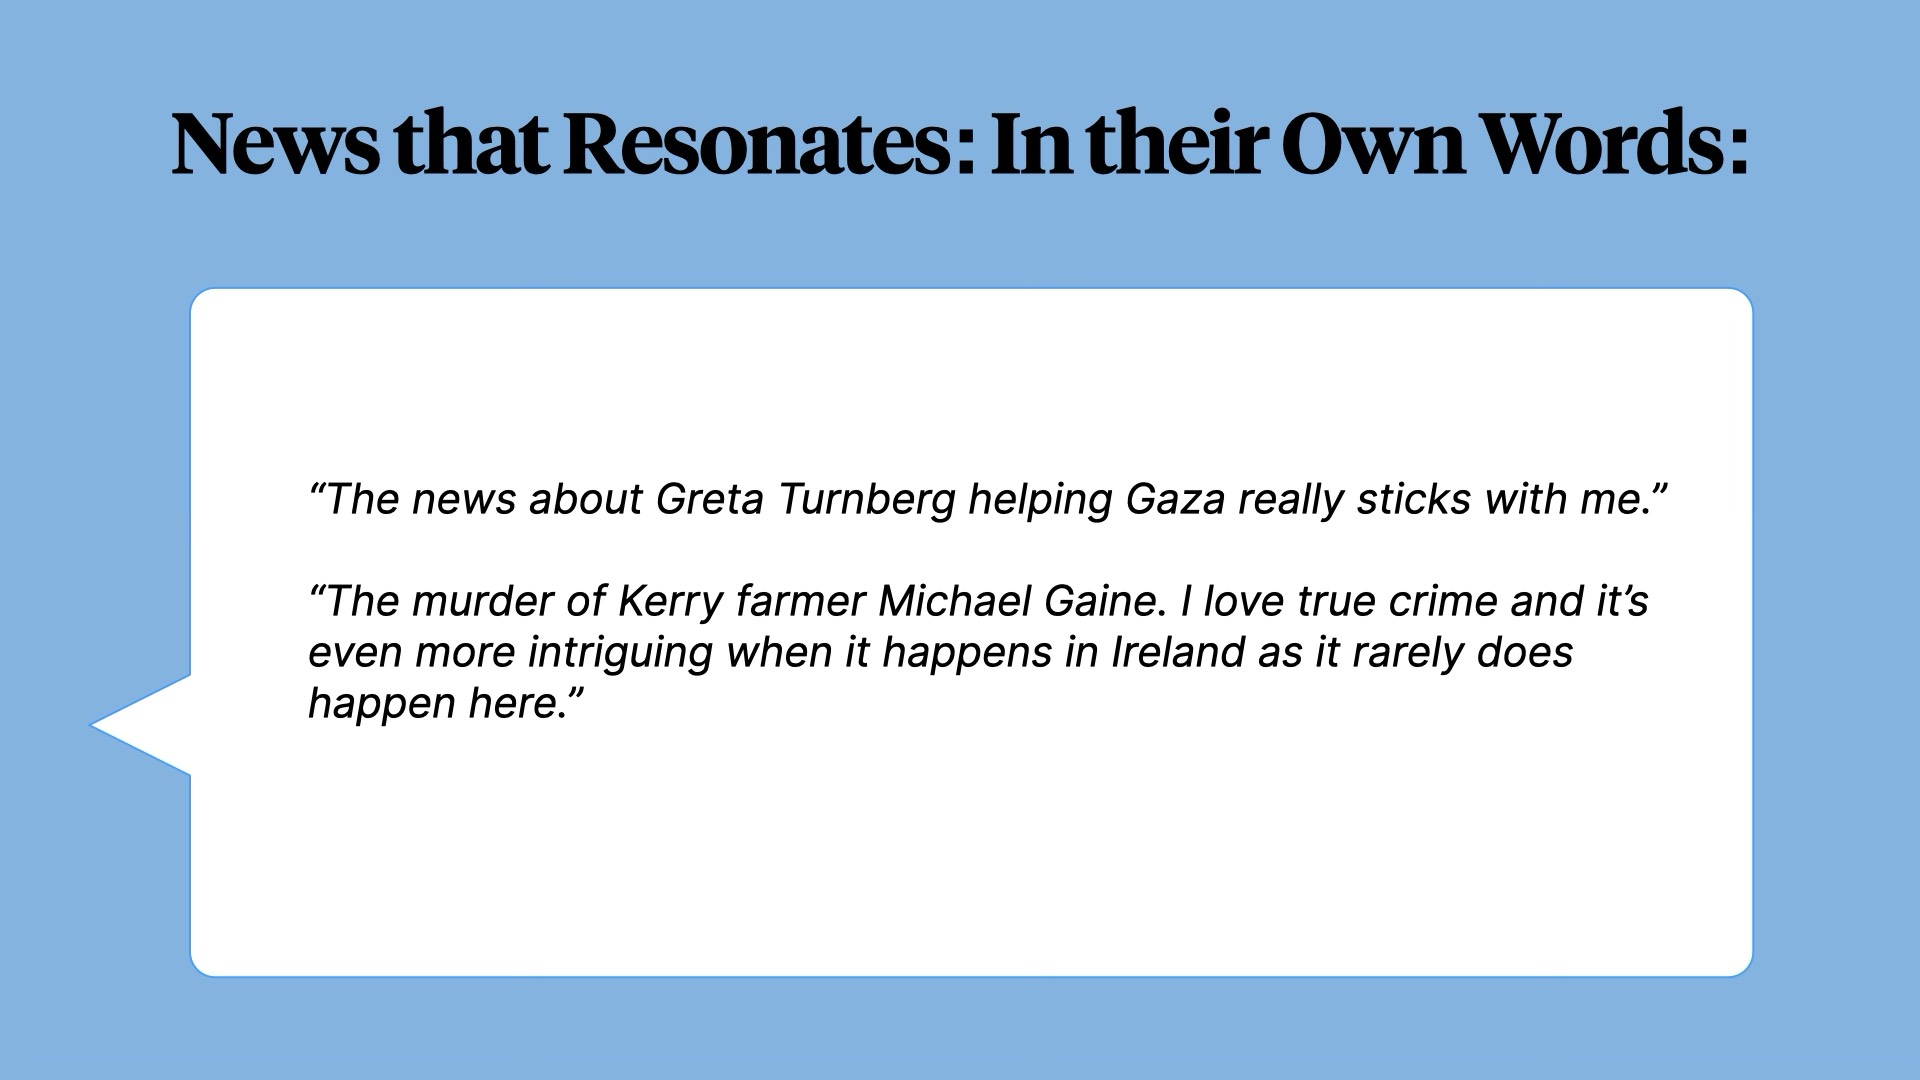 News that Resonates: In their Own Words:
“The news about Greta Turnberg helping Gaza really sticks with me.”
“The murder of Kerry farmer Michael Gaine. I love true crime and it’s
even more intriguing when it happens in Ireland as it rarely does
happen here.”